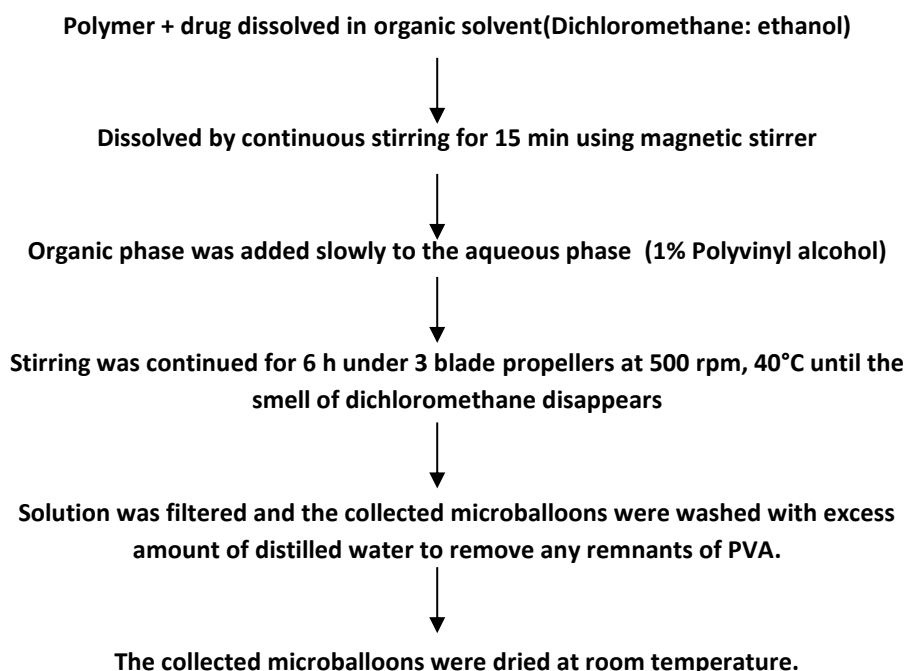 Polymer + drug dissolved in organic solvent(Dichloromethane: ethanol)
Dissolved by continuous stirring for 15 min using magnetic stirrer
Organic phase was added slowly to the aqueous phase (1% Polyvinyl alcohol)
Stirring was continued for 6 h under 3 blade propellers at 500 rpm, 40°C until the
smell of dichloromethane disappears
Solution was filtered and the collected microballoons were washed with excess
amount of distilled water to remove any remnants of PVA.
The collected microballoons were dried at room temperature.